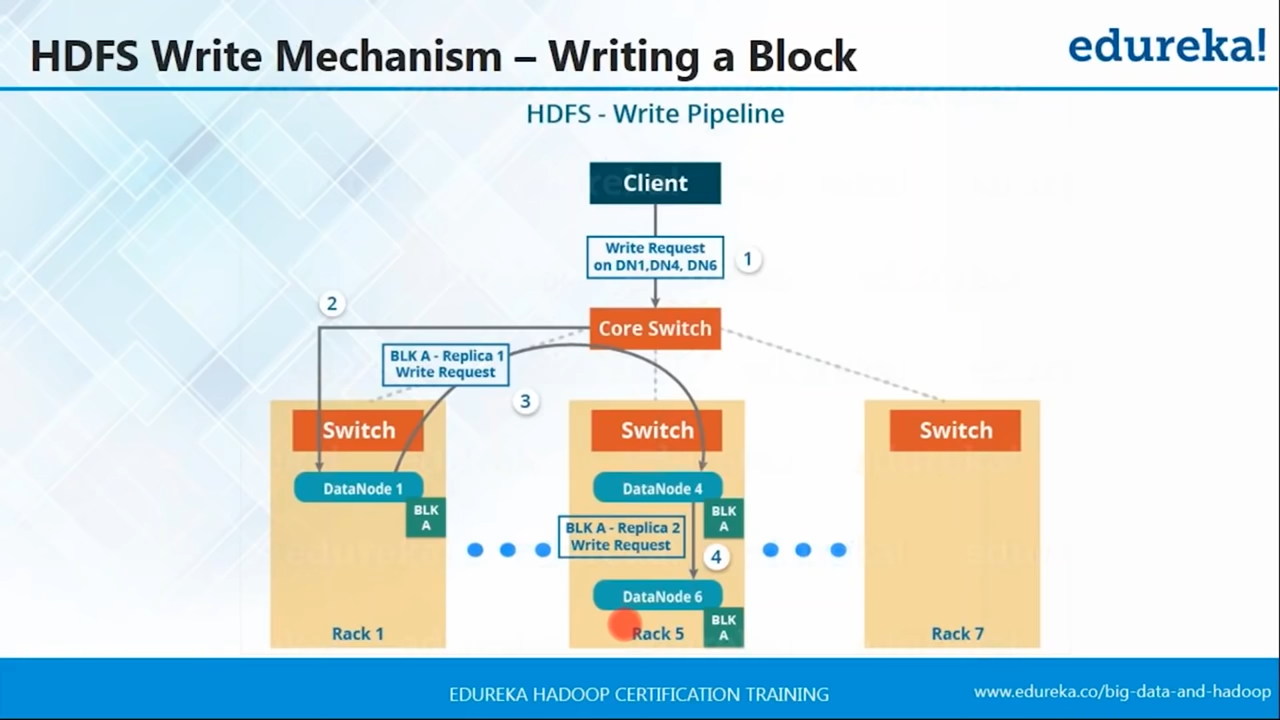 HDFS Write Mechanism – Writing a Block
edureka!
HDFS - Write Pipeline
Client
Write Request
on DN1,DN4, DN6
1
2
Core Switch
BLK A - Replica 1
Write Request
3
Switch
Switch
Switch
DataNode 1
BLK
A
DataNode 4
BLK
A
BLK A - Replica 2
Write Request
4
DataNode 6
BLK
A
Rack 1
Rack 5
Rack 7
EDUREKA HADOOP CERTIFICATION TRAINING
www.edureka.co/big-data-and-hadoop